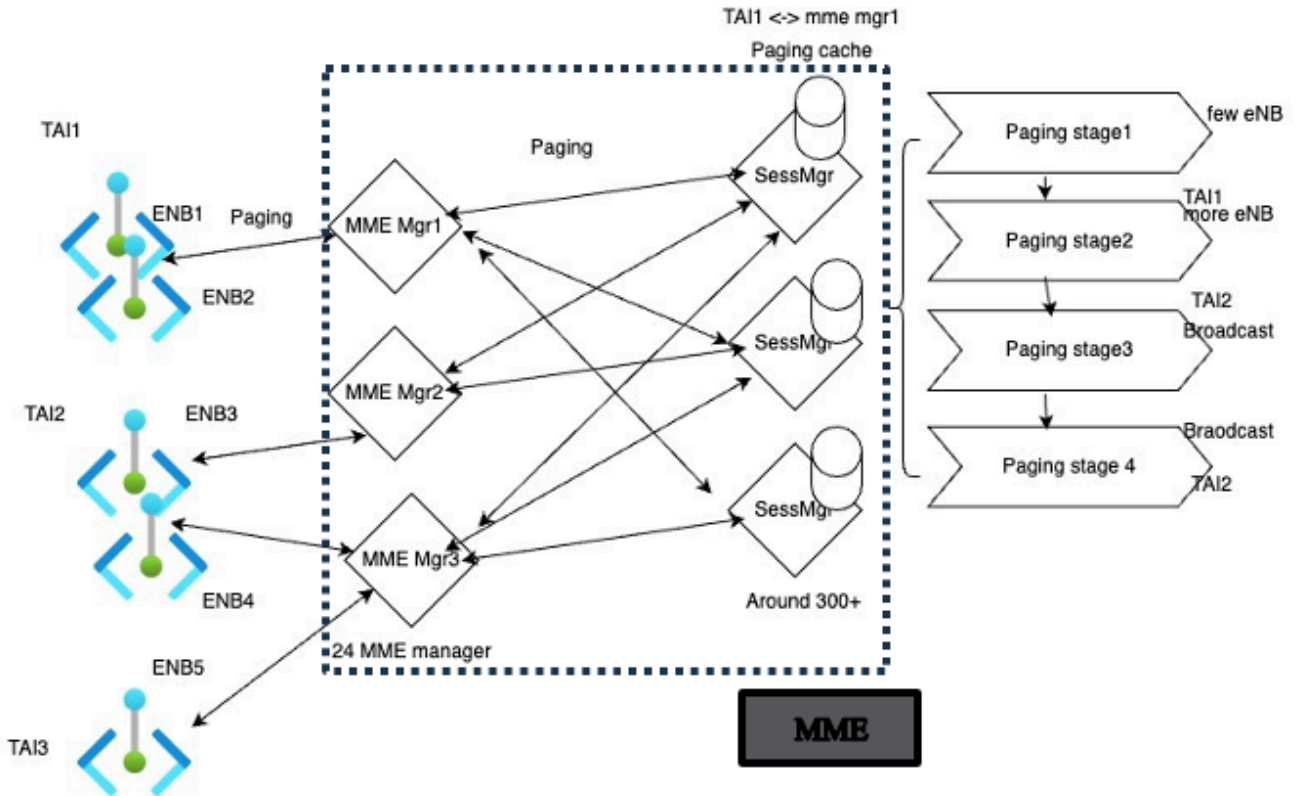 TAI1 <-> mme mgr1
Paging cache
TAI1
ENB1
Paging
ENB2
MME Mgr1
Paging
SessMgr
Paging stage1
few eNB
TAI1
more eNB
Paging stage2
TAI2
ENB3
MME Mgr2
SessMgr
Paging stage3
TAI2
Broadcast
ENB4
MME Mgr3
SessMgr
Paging stage 4
Braodcast
TAI2
Around 300+
24 MME manager
ENB5
TAI3
MME